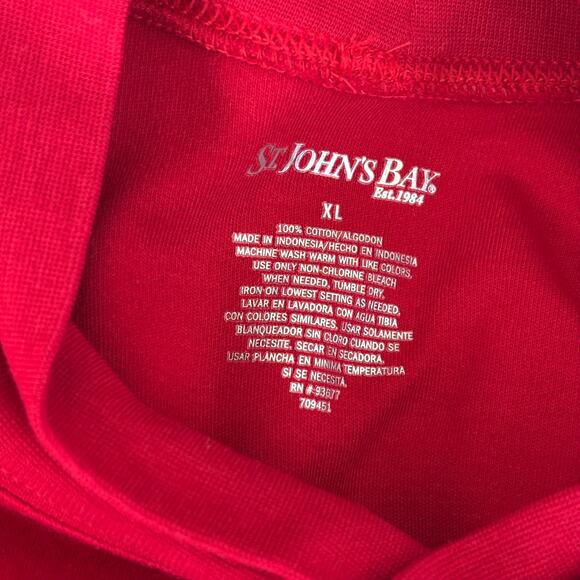 ST. JOHN'S BAY®
Est. 1984
XL
100% COTTON/ALGODON
MADE IN INDONESIA/HECHO EN INDONESIA
MACHINE WASH WARM WITH LIKE COLORS,
USE ONLY NON-CHLORINE BLEACH
WHEN NEEDED, TUMBLE DRY,
IRON ON LOWEST SETTING AS NEEDED,
LAVAR EN LAVADORA CON AGUA TIBIA
CON COLORES SIMILARES, USAR SOLAMENTE
BLANQUEADOR SIN CLORO CUANDO SE
NECESITE, SECAR EN SECADORA,
USAR PLANCHA EN MINIMA TEMPERATURA
SI SE NECESITA,
RN # 93677
709451